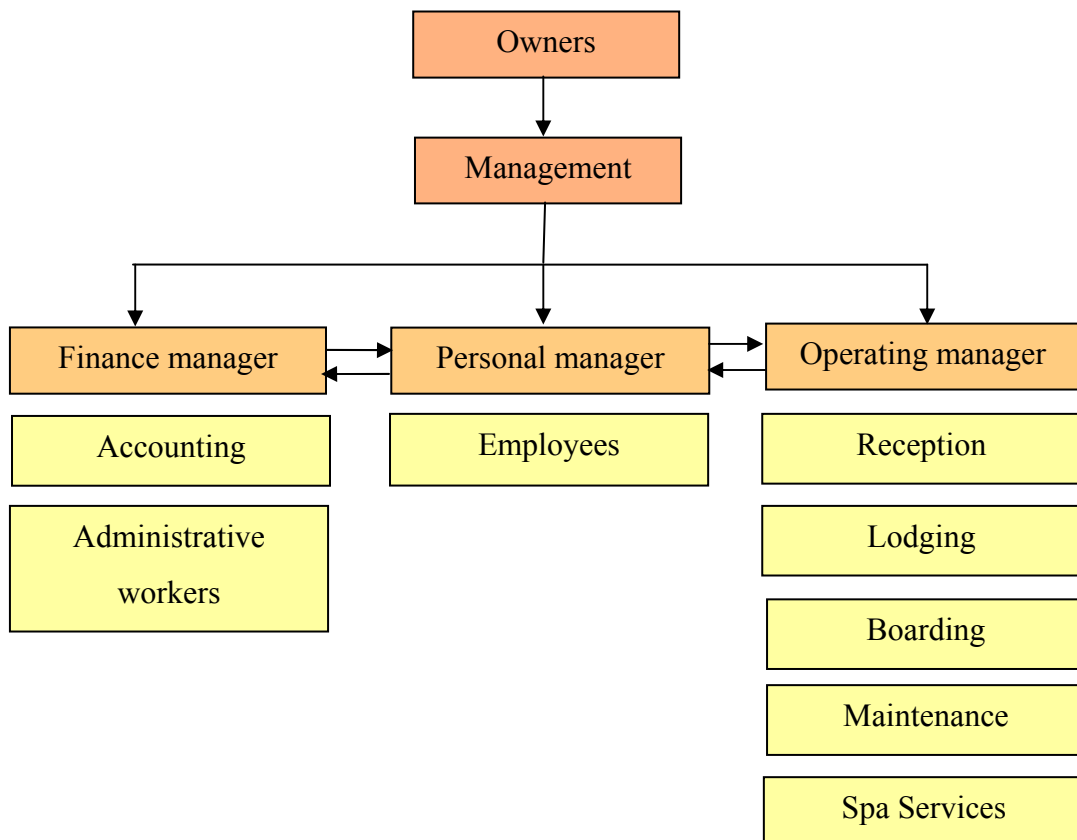 Owners
Management
Finance manager
Personal manager
Operating manager
Accounting
Employees
Reception
Administrative
workers
Lodging
Boarding
Maintenance
Spa Services